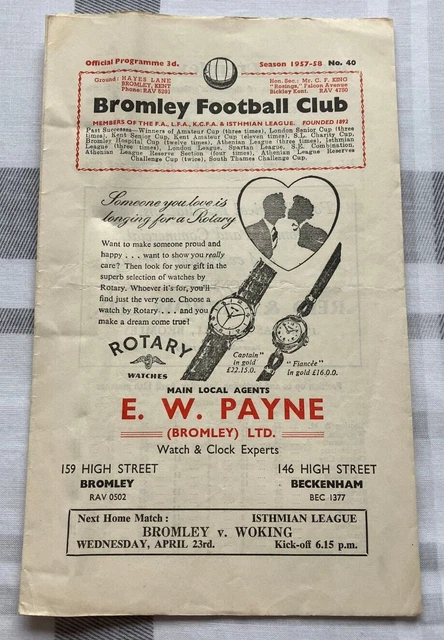 Official Programme 3d. Season 1957-58 No. 40
Ground: HAYES LANE
BROMLEY, KENT
Phone: RAV
Hon. Sec.: Mr. C. F. KING
"Rosings," Falcon Avenue
Bickley Kent. RAV 4750
Bromley Football Club
MEMBERS OF THE F.A., L.F.A., K.C.F.A. & ISTHMIAN LEAGUE. FOUNDED 1892
Past Successes—Winners of Amateur Cup (three times), London Senior Cup (three
times), Kent Senior Cup, Kent Amateur Cup (eleven times), S.L. Charity Cup,
Bromley Hospital Cup (twelve times), Athenian League (three times), Isthmian
League (three times), London League, Spartan League, S.E. Combination,
Athenian League Reserve Section (four times), Athenian League Reserves
Challenge Cup (twice), South Thames Challenge Cup.
Someone you love is
longing for a Rotary
Want to make someone proud and
happy . . . want to show you really
care? Then look for your gift in the
superb selection of watches by
Rotary. Whoever it's for, you'll
find just the very one. Choose a
watch by Rotary . . . and you
make a dream come true!
ROTARY
WATCHES
Captain"
in gold
£22.15.0.
"Fiancée"
in gold £16.0.0.
MAIN LOCAL AGENTS
E. W. PAYNE
(BROMLEY) LTD.
Watch & Clock Experts
159 HIGH STREET
BROMLEY
RAV 0502
146 HIGH STREET
BECKENHAM
BEC 1377
Next Home Match: ISTHMIAN LEAGUE
BROMLEY v. WOKING
WEDNESDAY, APRIL 23rd. Kick-off 6.15 p.m.